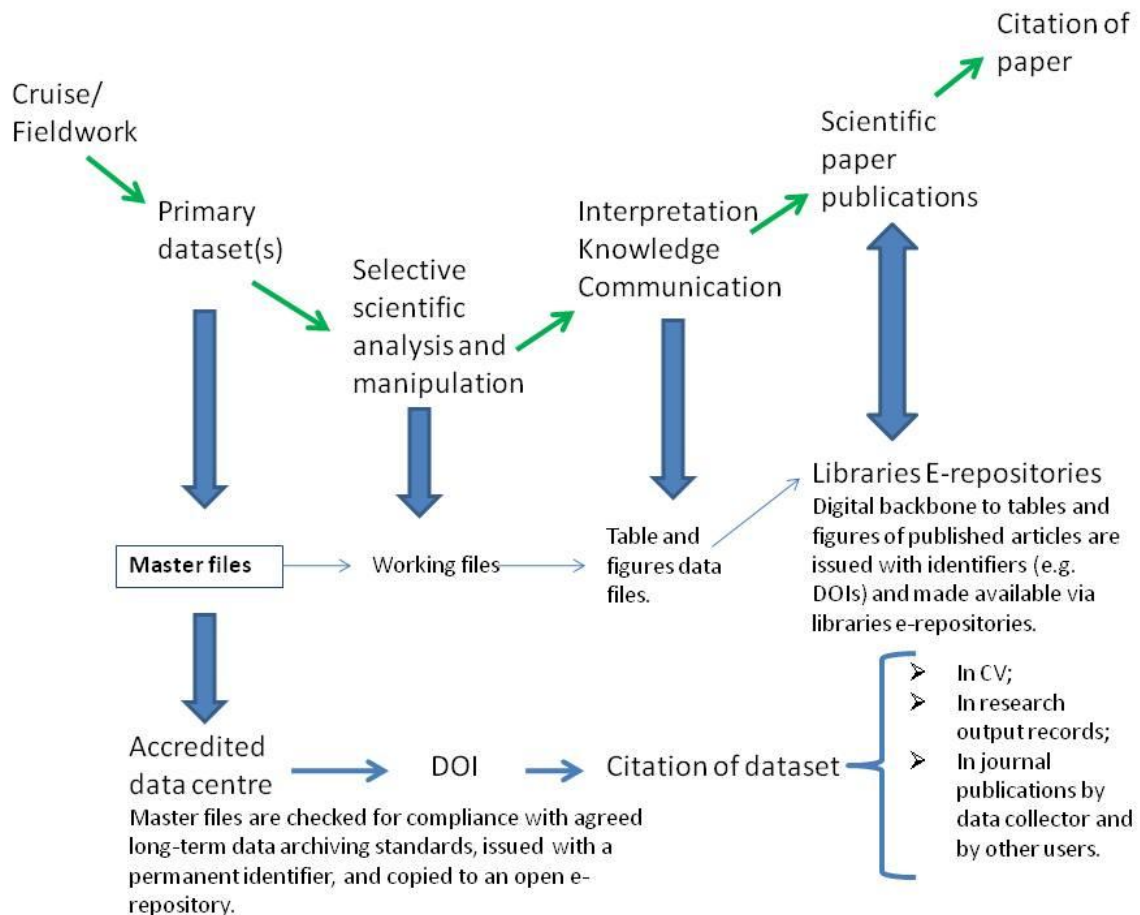 Citation of
paper
Cruise/
Fieldwork
Scientific
paper
publications
Primary
dataset(s)
Interpretation
Knowledge
Communication
Selective
scientific
analysis and
manipulation
Libraries E-repositories
Digital backbone to tables and
figures of published articles are
issued with identifiers (e.g.
DOIs) and made available via
libraries e-repositories.
Master files
Working files
Table and
figures data
files.
Accredited
data centre
DOI
Citation of dataset
➢ In CV;
➢ In research
output records;
➢ In journal
publications by
data collector and
by other users.
Master files are checked for compliance with agreed
long-term data archiving standards, issued with a
permanent identifier, and copied to an open e-
repository.